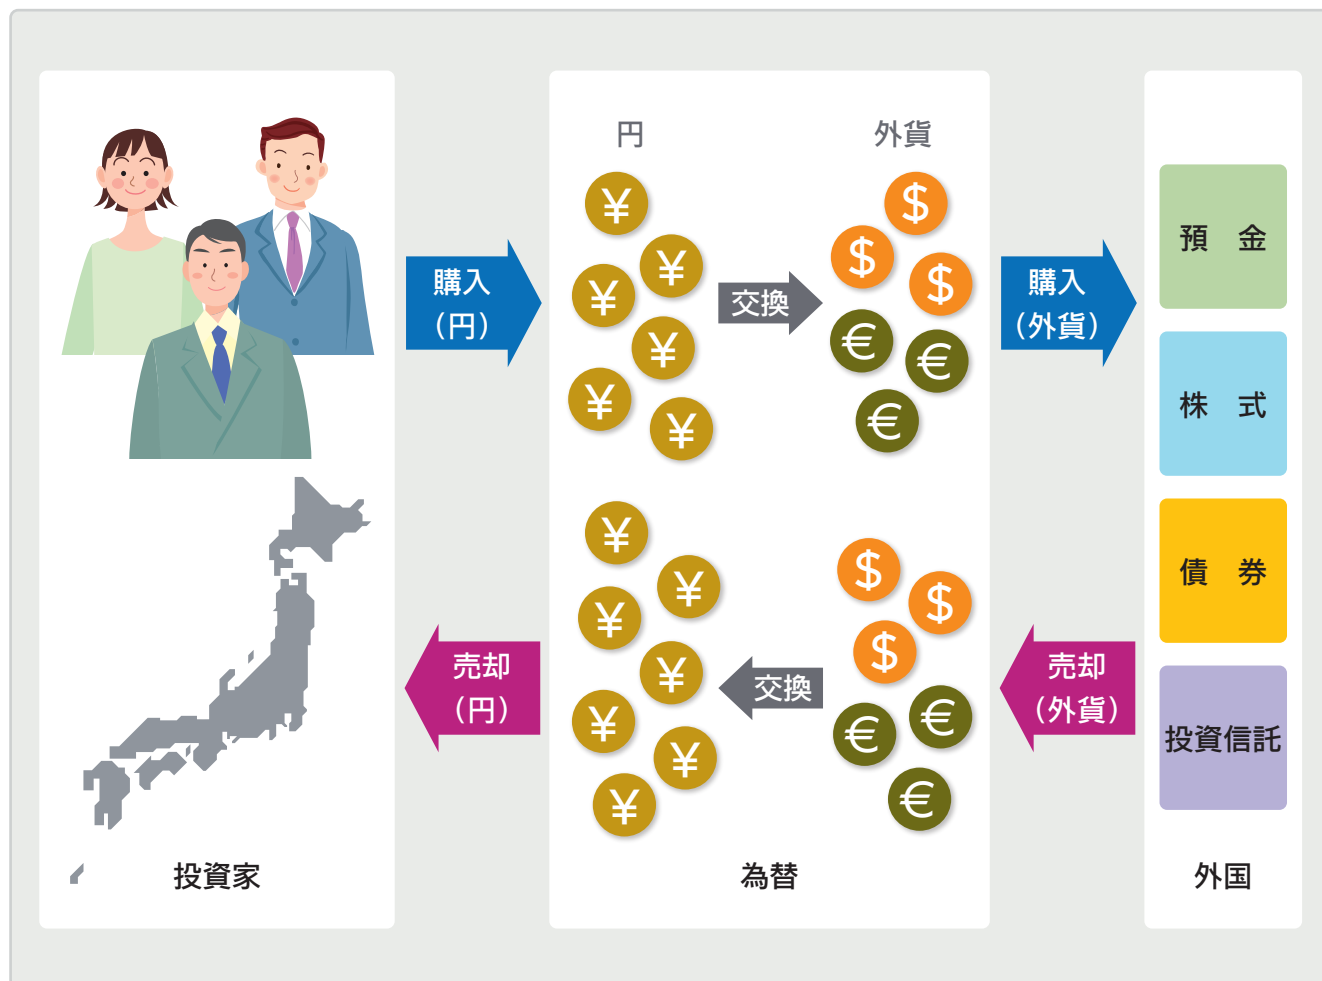 円
外貨
¥
¥
¥
¥
¥
¥
$
$
$
€
€
€
購入
（円）
交換
購入
（外貨）
預　金
株　式
債　券
投資信託
¥
¥
¥
¥
¥
¥
¥
$
$
$
€
€
€
売却
（円）
交換
売却
（外貨）
投資家
為替
外国